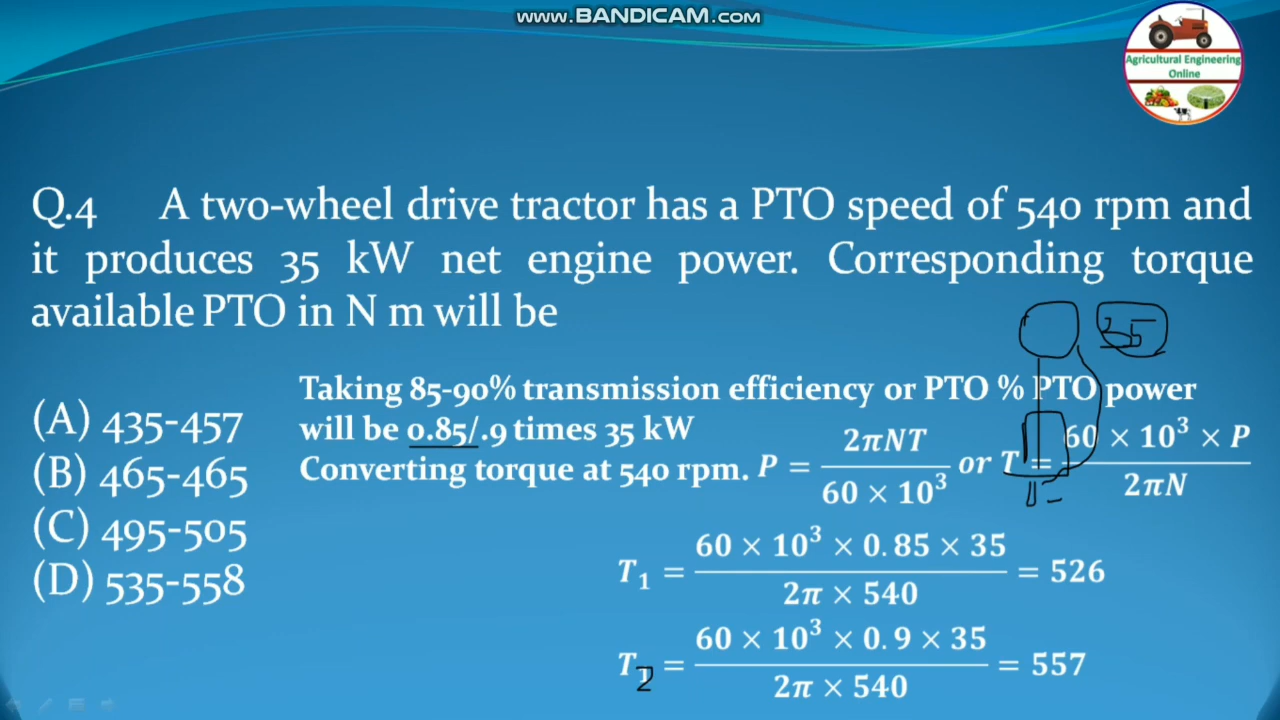 www.BANDICAM.com
Agricultural Engineering
Online
Q.4 A two-wheel drive tractor has a PTO speed of 540 rpm and
it produces 35 kW net engine power. Corresponding torque
available PTO in N m will be
35
(A) 435-457
(B) 465-465
(C) 495-505
(D) 535-558
Taking 85-90% transmission efficiency or PTO % PTO power
will be 0.85/.9 times 35 kW
Converting torque at 540 rpm. P = 2πNT / 60 × 10³ or T = 60 × 10³ × P / 2πN
T₁ = 60 × 10³ × 0.85 × 35 / 2π × 540 = 526
T₂ = 60 × 10³ × 0.9 × 35 / 2π × 540 = 557